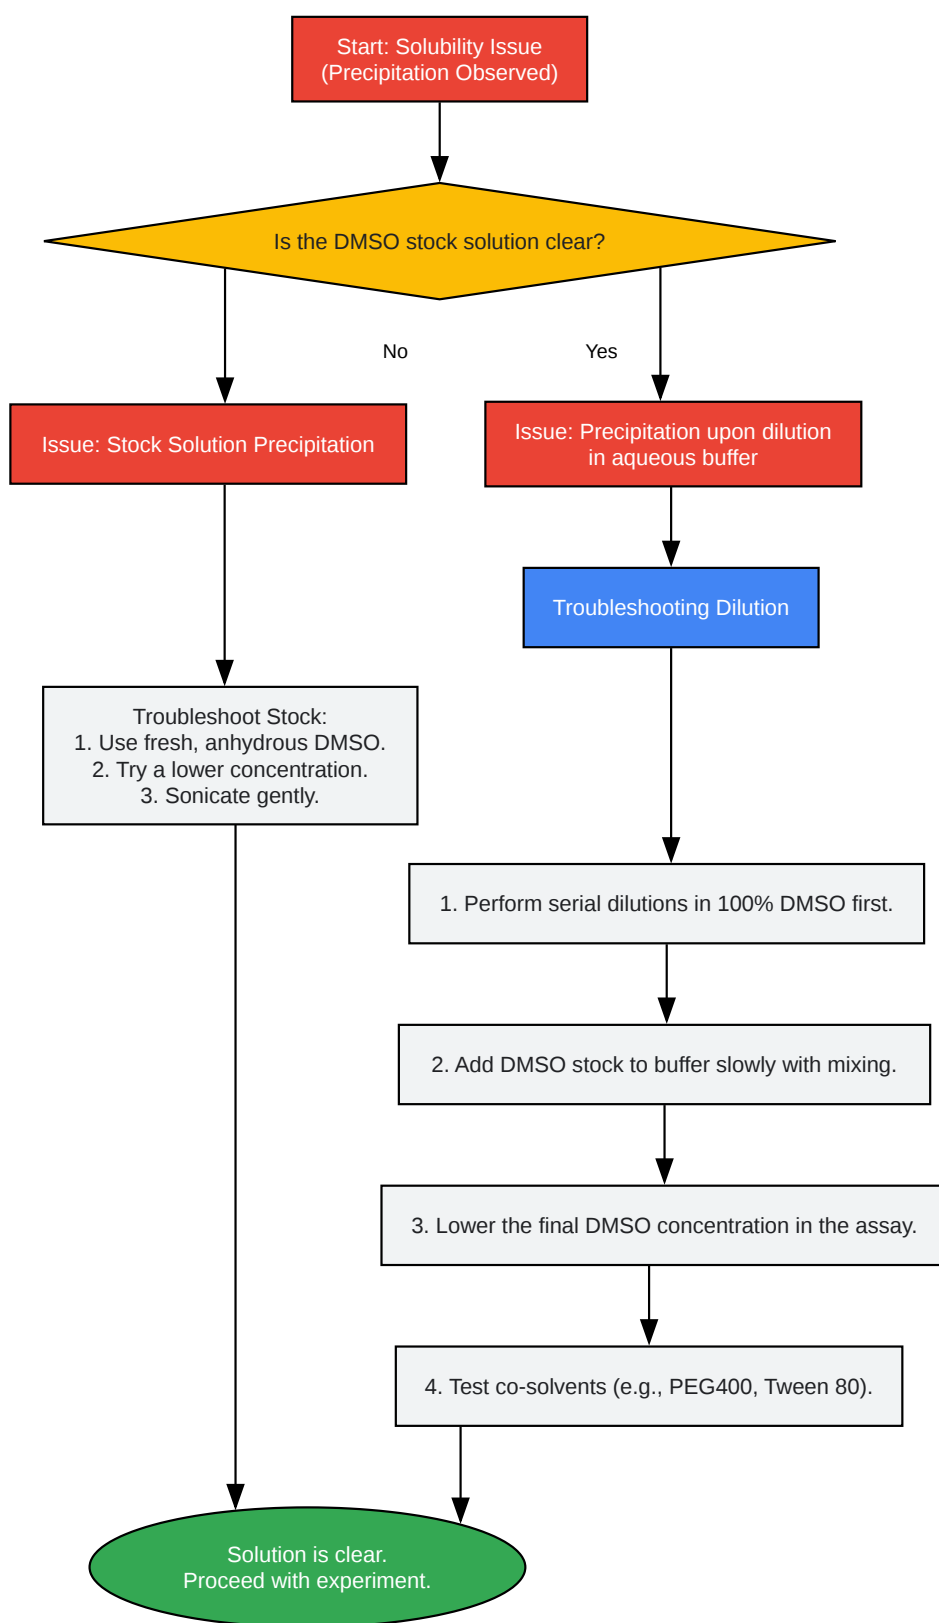 Start: Solubility Issue
(Precipitation Observed)
Is the DMSO stock solution clear?
No
Yes
Issue: Stock Solution Precipitation
Issue: Precipitation upon dilution
in aqueous buffer
Troubleshooting Dilution
Troubleshoot Stock:
1. Use fresh, anhydrous DMSO.
2. Try a lower concentration.
3. Sonicate gently.
1. Perform serial dilutions in 100% DMSO first.
2. Add DMSO stock to buffer slowly with mixing.
3. Lower the final DMSO concentration in the assay.
4. Test co-solvents (e.g., PEG400, Tween 80).
Solution is clear.
Proceed with experiment.